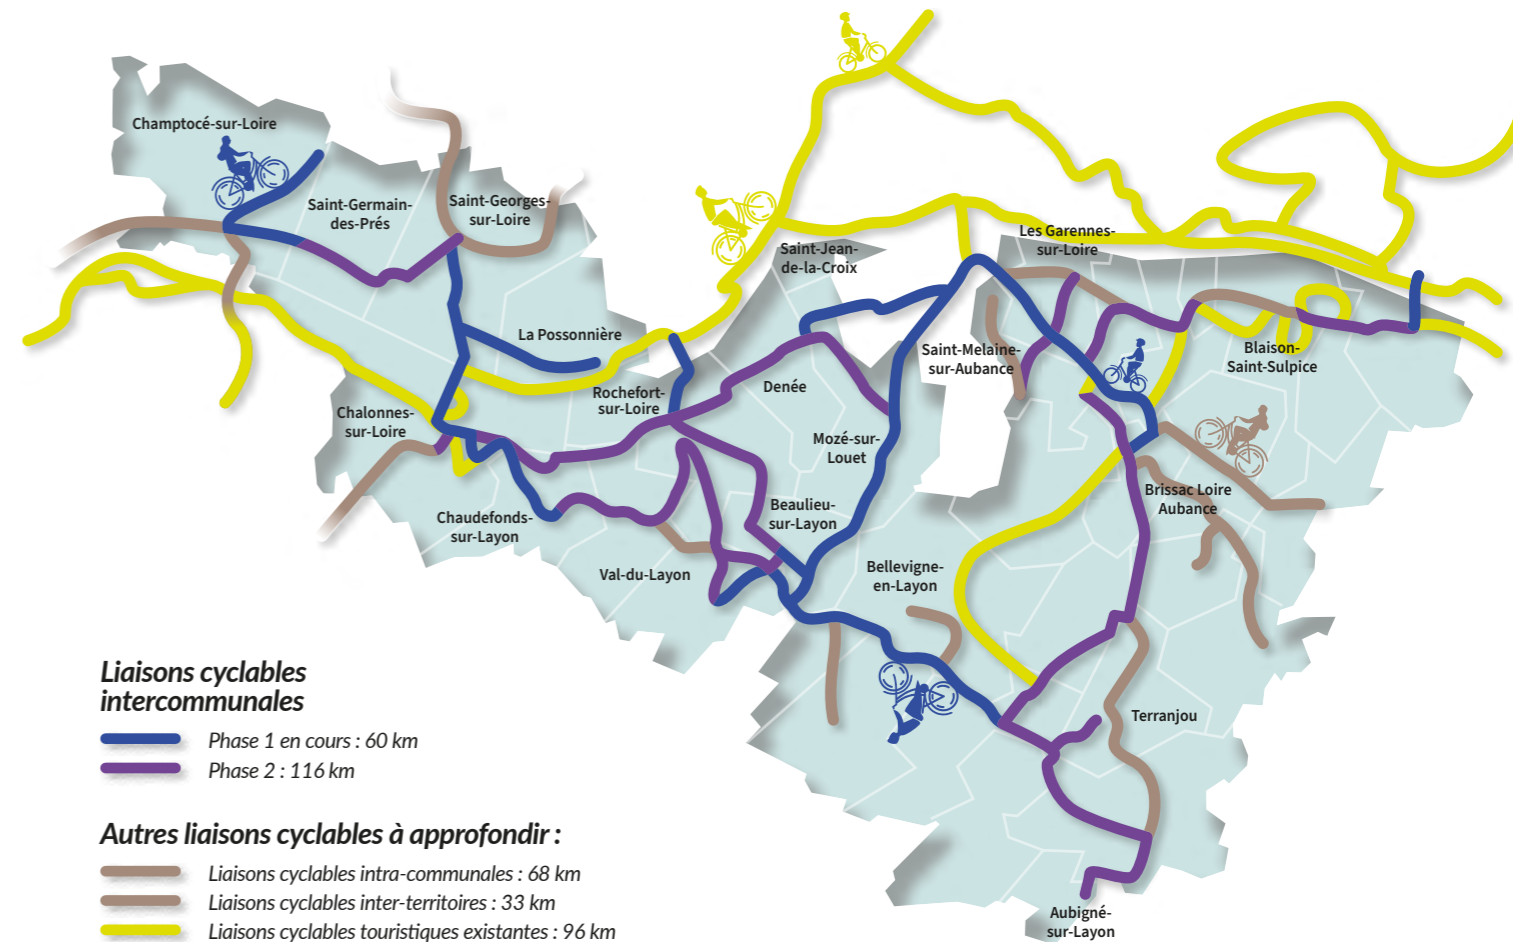 Champtocé-sur-Loire
Saint-Germain-
des-Prés
Saint-Georges-
sur-Loire
Saint-Jean-
de-la-Croix
Les Garennes-
sur-Loire
La Possonnière
Saint-Melaine-
sur-Aubance
Blaison-
Saint-Sulpice
Rochefort-
sur-Loire
Denée
Chalonnes-
sur-Loire
Mozé-sur-
Louet
Brissac Loire
Aubance
Chaudefonds-
sur-Layon
Beaulieu-
sur-Layon
Val-du-Layon
Bellevigne-
en-Layon
Terranjou
Aubigné-
sur-Layon
Liaisons cyclables
intercommunales
Phase 1 en cours : 60 km
Phase 2 : 116 km
Autres liaisons cyclables à approfondir :
Liaisons cyclables intra-communales : 68 km
Liaisons cyclables inter-territoires : 33 km
Liaisons cyclables touristiques existantes : 96 km